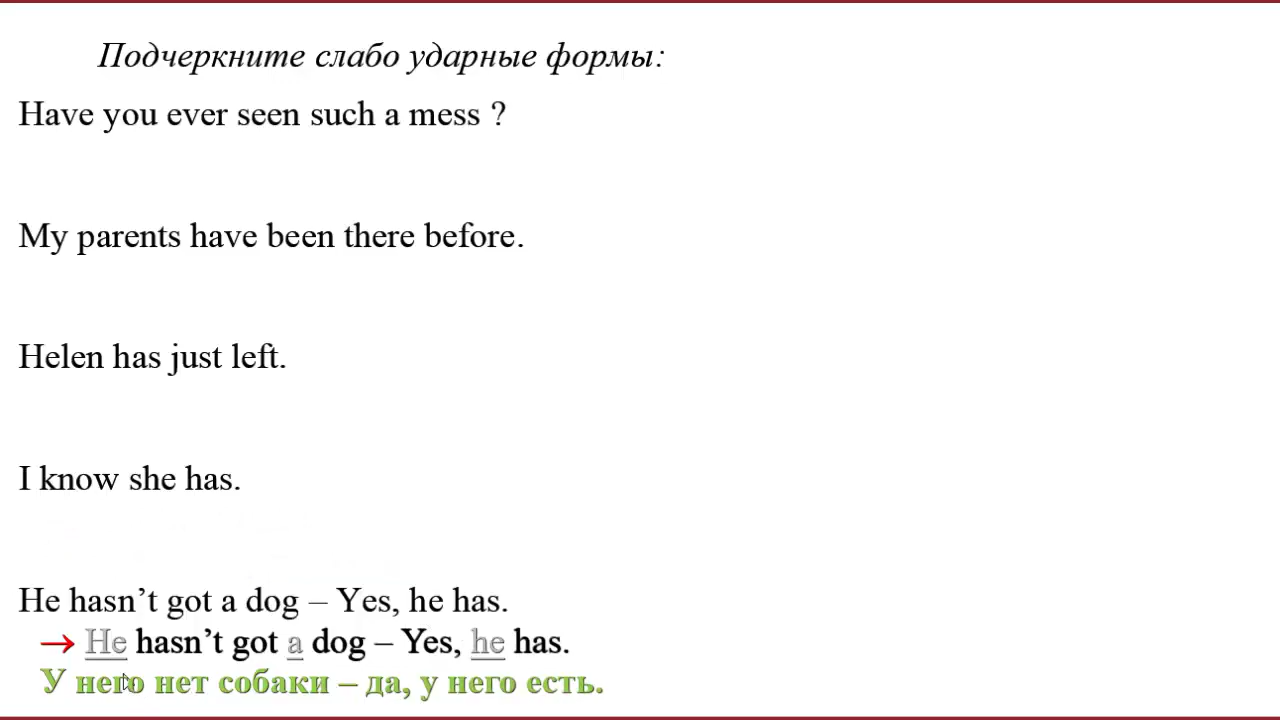 Подчеркните слабо ударные формы:
Have you ever seen such a mess ?
My parents have been there before.
Helen has just left.
I know she has.
He hasn’t got a dog – Yes, he has.
→ He hasn’t got a dog – Yes, he has.
У него нет собаки – да, у него есть.